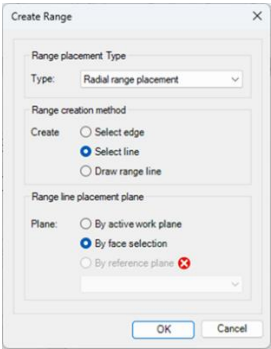 Create Range
Range placement Type
Type: Radial range placement
Range creation method
Create Select edge
Select line
Draw range line
Range line placement plane
Plane: By active work plane
By face selection
By reference plane
OK Cancel